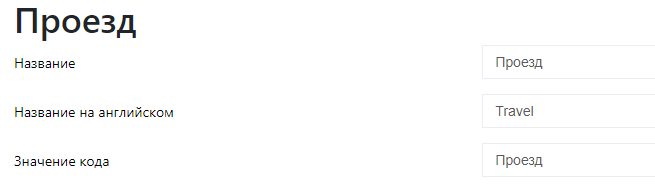 Проезд
Название Проезд
Название на английском Travel
Значение кода Проезд